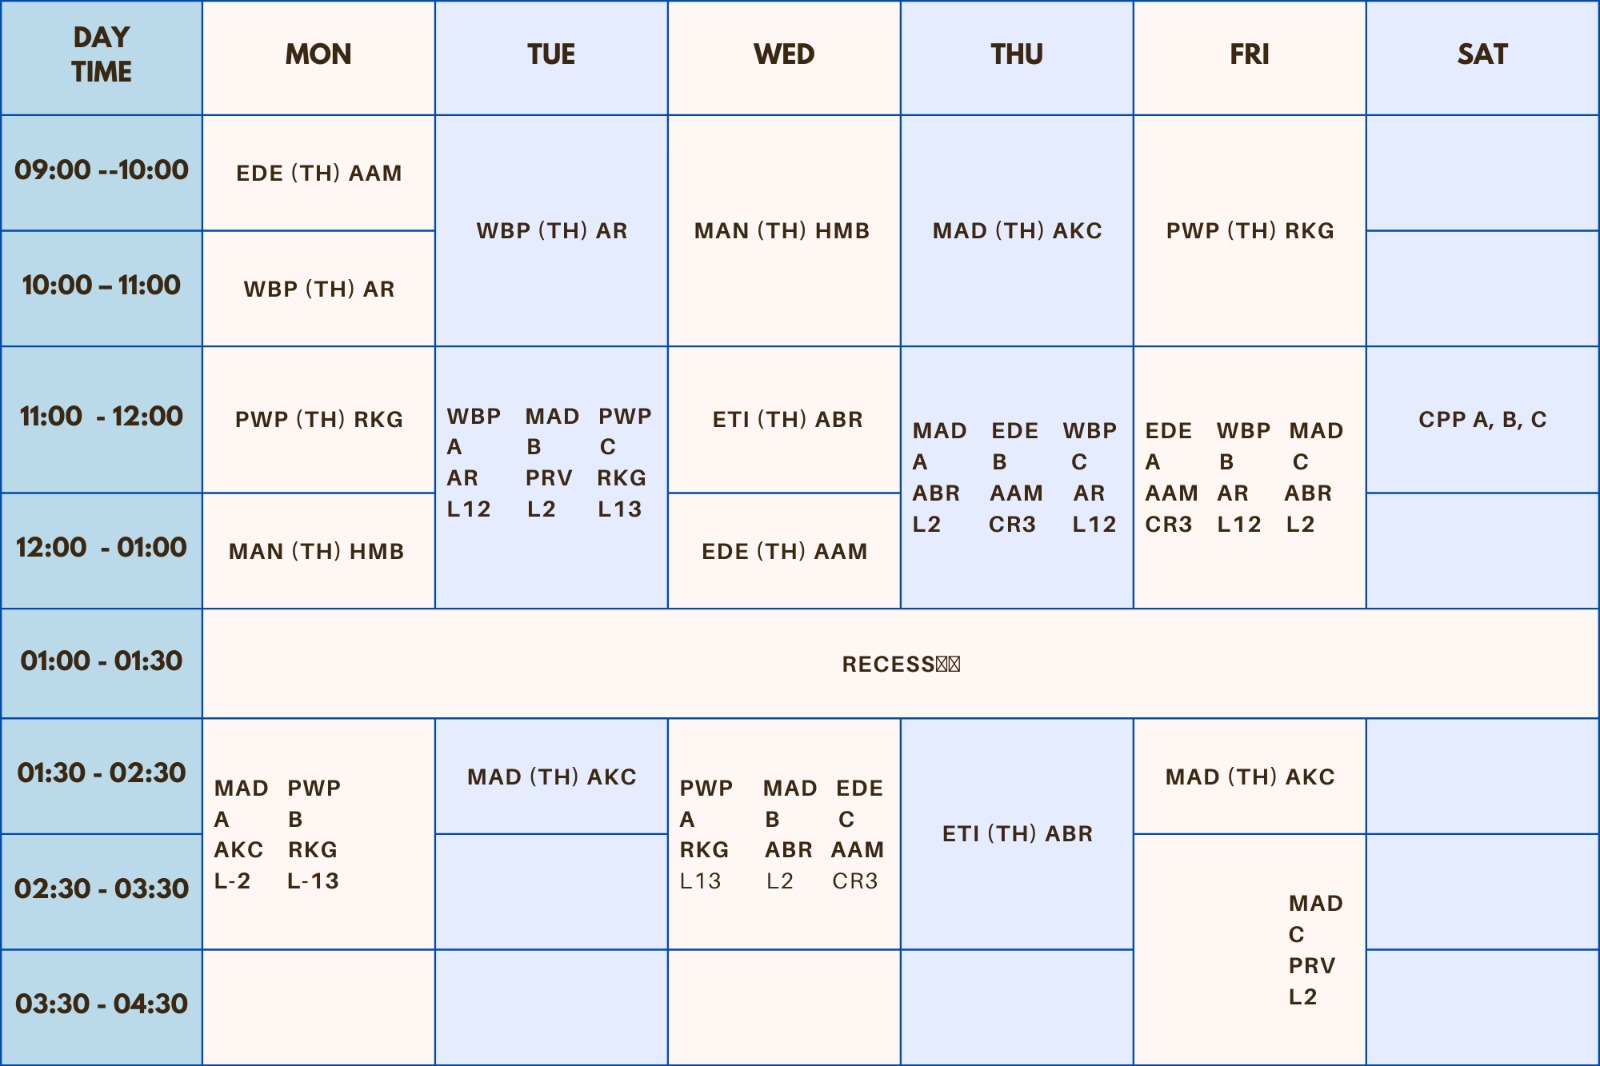 DAY
TIME
MON
TUE
WED
THU
FRI
SAT
09:00 --10:00
EDE (TH) AAM
WBP (TH) AR
MAN (TH) HMB
MAD (TH) AKC
PWP (TH) RKG
10:00 – 11:00
WBP (TH) AR
11:00 - 12:00
PWP (TH) RKG
WBP MAD PWP
A B C
AR PRV RKG
L12 L2 L13
ETI (TH) ABR
MAD EDE WBP
A B C
ABR AAM AR
L2 CR3 L12
EDE WBP MAD
A B C
AAM AR ABR
CR3 L12 L2
CPP A, B, C
12:00 - 01:00
MAN (TH) HMB
EDE (TH) AAM
01:00 - 01:30
RECESS
01:30 - 02:30
MAD PWP
A B
AKC RKG
L-2 L-13
MAD (TH) AKC
PWP MAD EDE
A B C
RKG ABR AAM
L13 L2 CR3
ETI (TH) ABR
MAD (TH) AKC
02:30 - 03:30
MAD
C
PRV
L2
03:30 - 04:30